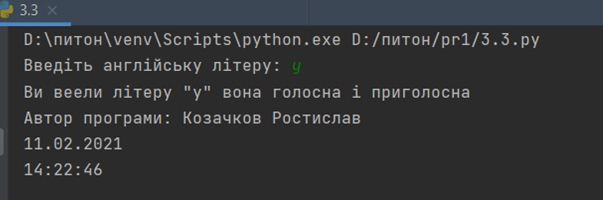 3.3
D:\питон\venv\Scripts\python.exe D:/питон/pr1/3.3.py
Введіть англійську літеру: y
Ви веели літеру "y" вона голосна і приголосна
Автор програми: Козачков Ростислав
11.02.2021
14:22:46